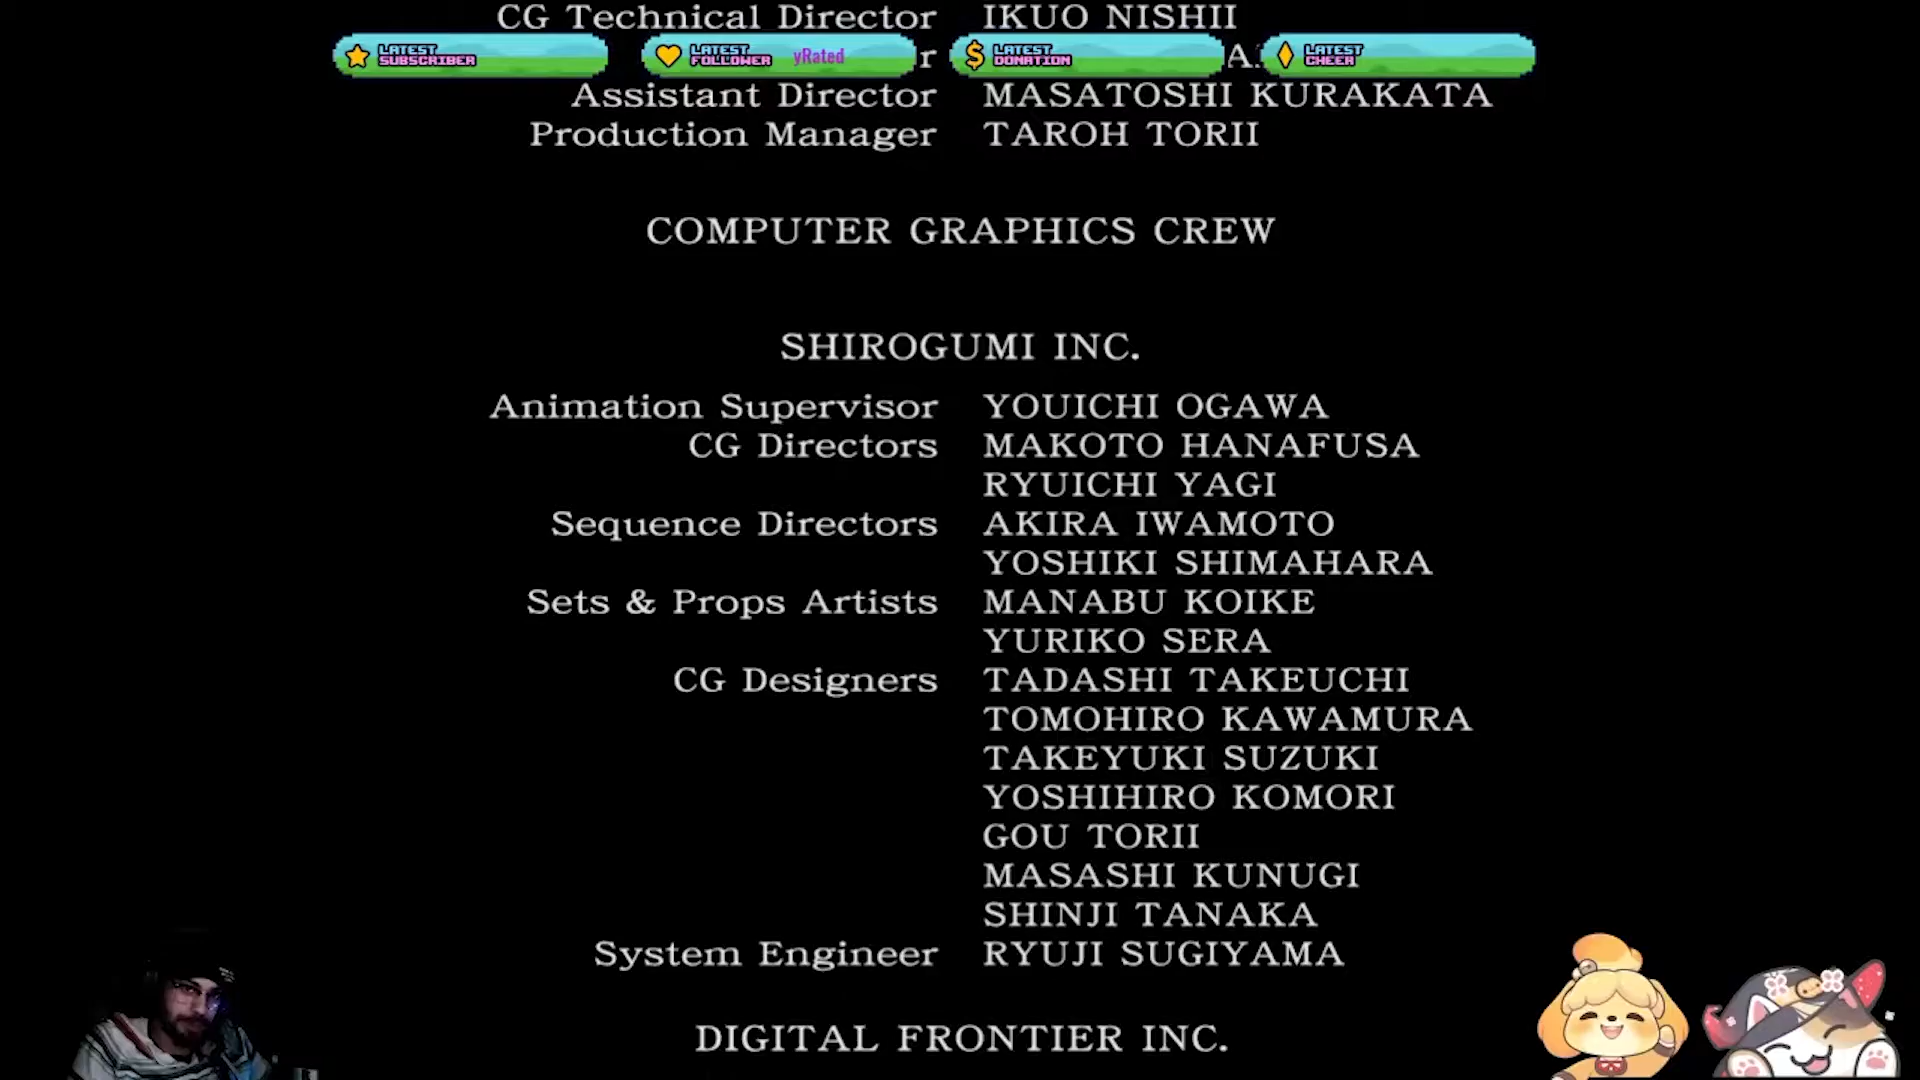 CG Technical Director IKUO NISHII
LATEST SUBSCRIBER
LATEST FOLLOWER yRated
LATEST DONATION
LATEST CHEER
Assistant Director MASATOSHI KURAKATA
Production Manager TAROH TORII
COMPUTER GRAPHICS CREW
SHIROGUMI INC.
Animation Supervisor YOUICHI OGAWA
CG Directors MAKOTO HANAFUSA
RYUICHI YAGI
Sequence Directors AKIRA IWAMOTO
YOSHIKI SHIMAHARA
Sets & Props Artists MANABU KOIKE
YURIKO SERA
CG Designers TADASHI TAKEUCHI
TOMOHIRO KAWAMURA
TAKEYUKI SUZUKI
YOSHIHIRO KOMORI
GOU TORII
MASASHI KUNUGI
SHINJI TANAKA
System Engineer RYUJI SUGIYAMA
DIGITAL FRONTIER INC.